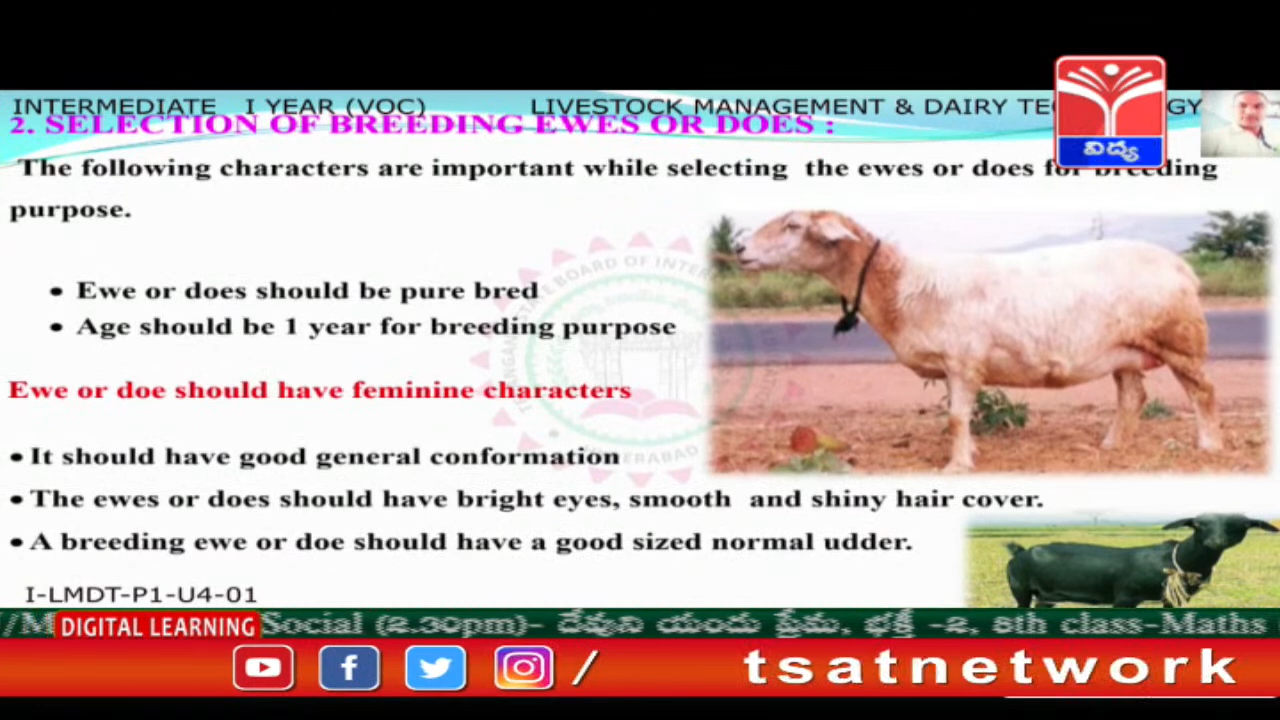 INTERMEDIATE I YEAR (VOC) LIVESTOCK MANAGEMENT & DAIRY
2. SELECTION OF BREEDING EWES OR DOES :
విద్య
The following characters are important while selecting the ewes or does for breeding
purpose.
• Ewe or does should be pure bred
• Age should be 1 year for breeding purpose
Ewe or doe should have feminine characters
• It should have good general conformation
• The ewes or does should have bright eyes, smooth and shiny hair cover.
• A breeding ewe or doe should have a good sized normal udder.
I-LMDT-P1-U4-01
DIGITAL LEARNING
Social 8th class-Maths
/ tsatnetwork